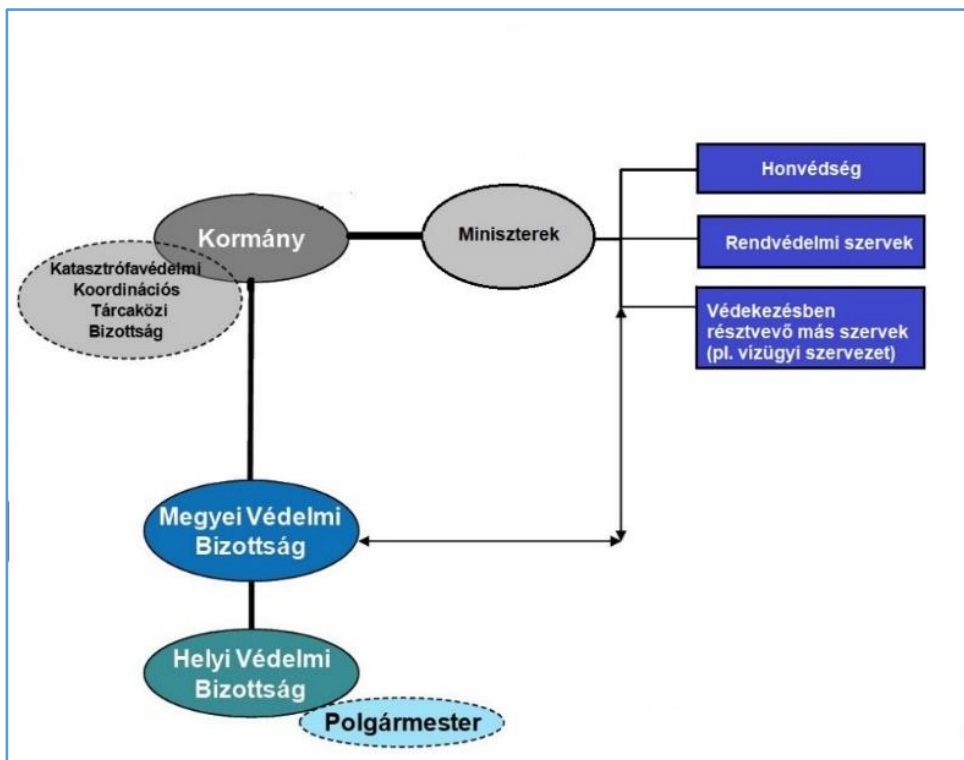 Honvédség
Kormány
Miniszterek
Rendvédelmi szervek
Katasztrófavédelmi
Koordinációs
Tárcaközi
Bizottság
Védekezésben
résztvevő más szervek
(pl. vízügyi szervezet)
Megyei Védelmi
Bizottság
Helyi Védelmi
Bizottság
Polgármester